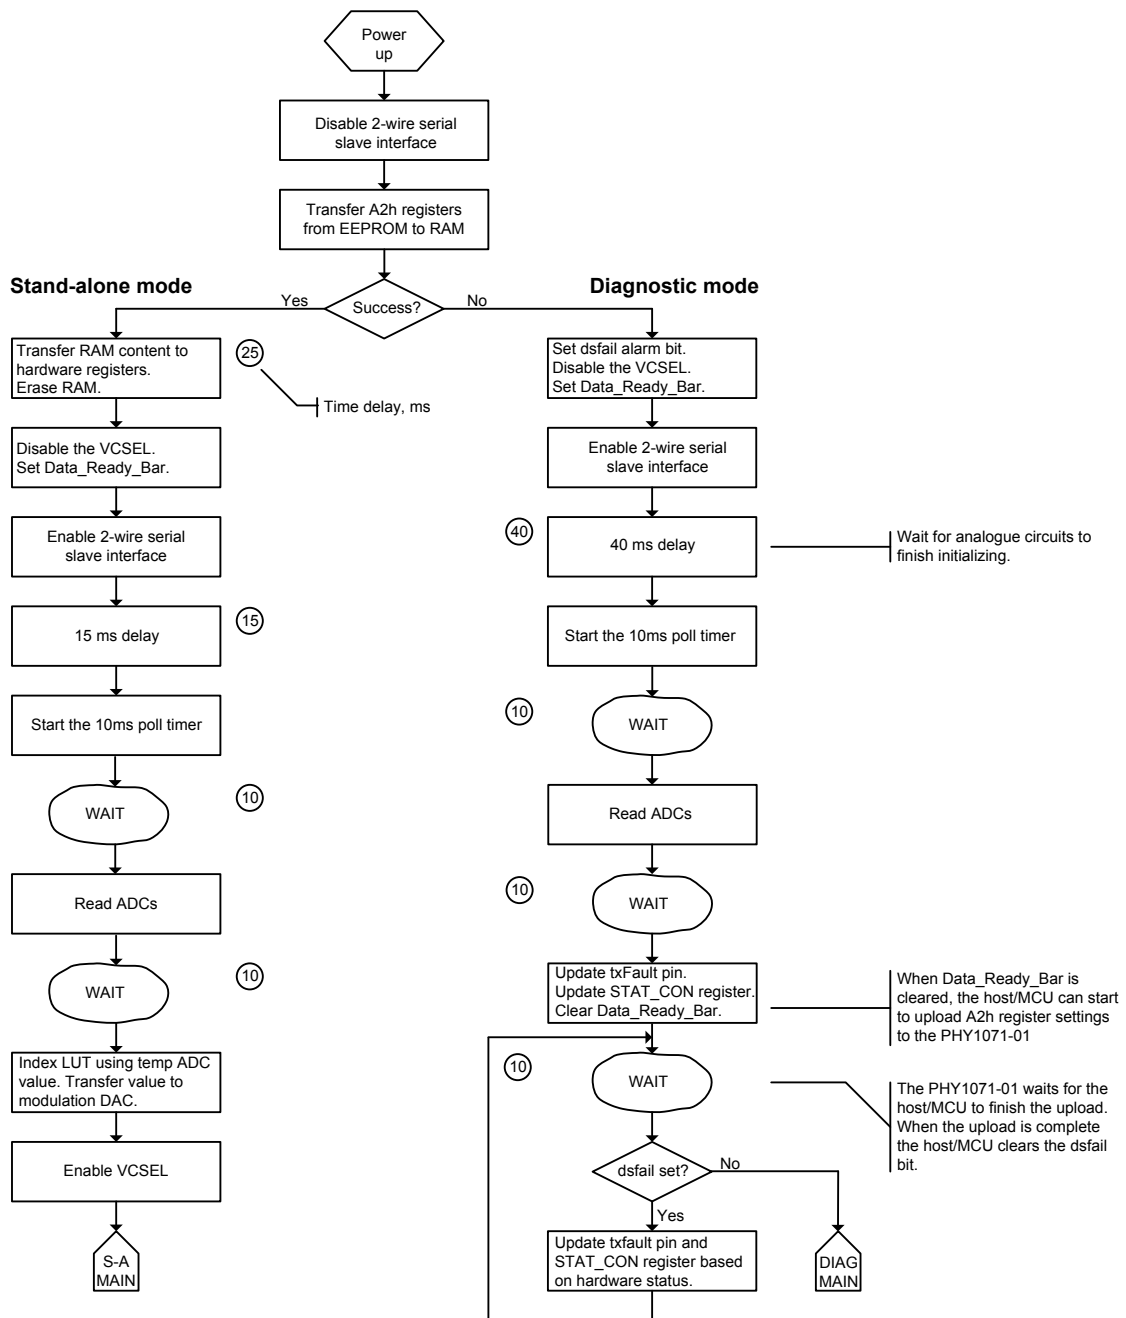 Power
up
Disable 2-wire serial
slave interface
Transfer A2h registers
from EEPROM to RAM
Stand-alone mode
Diagnostic mode
Yes
Success?
No
Transfer RAM content to
hardware registers.
Erase RAM.
25
Time delay, ms
Disable the VCSEL.
Set Data_Ready_Bar.
Enable 2-wire serial
slave interface
15 ms delay
15
Start the 10ms poll timer
WAIT
10
Read ADCs
WAIT
10
Index LUT using temp ADC
value. Transfer value to
modulation DAC.
Enable VCSEL
S-A
MAIN
Set dsfail alarm bit.
Disable the VCSEL.
Set Data_Ready_Bar.
Enable 2-wire serial
slave interface
40
40 ms delay
Wait for analogue circuits to
finish initializing.
Start the 10ms poll timer
10
WAIT
Read ADCs
10
WAIT
Update txFault pin.
Update STAT_CON register.
Clear Data_Ready_Bar.
When Data_Ready_Bar is
cleared, the host/MCU can start
to upload A2h register settings
to the PHY1071-01
10
WAIT
The PHY1071-01 waits for the
host/MCU to finish the upload.
When the upload is complete
the host/MCU clears the dsfail
bit.
dsfail set?
No
Yes
Update txfault pin and
STAT_CON register based
on hardware status.
DIAG
MAIN